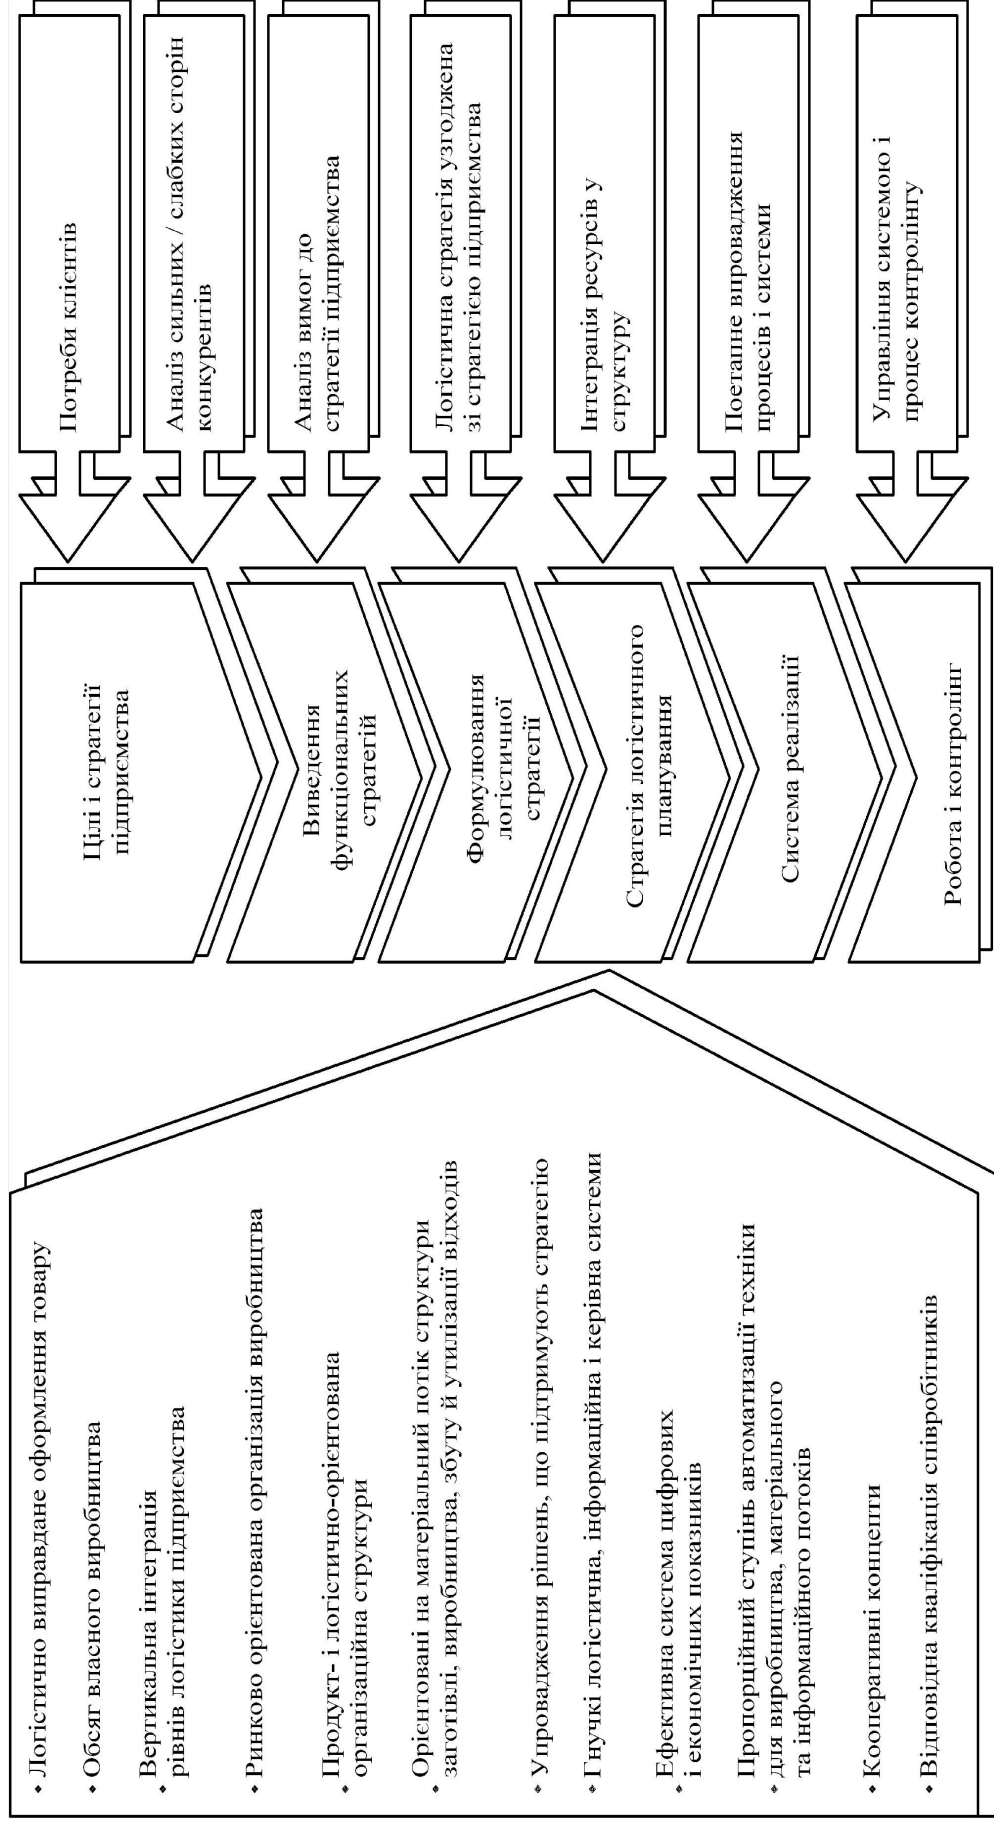 • Логістично виправдане оформлення товару
• Обсяг власного виробництва
Вертикальна інтеграція
• рівнів логістики підприємства
• Ринково орієнтована організація виробництва
Продукт- і логістично-орієнтована
• організаційна структури
Орієнтовані на матеріальний потік структури
• заготівлі, виробництва, збуту й утилізації відходів
• Упровадження рішень, що підтримують стратегію
• Гнучкі логістична, інформаційна і керівна системи
Ефективна система цифрових
• і економічних показників
Пропорційний ступінь автоматизації техніки
• для виробництва, матеріального
та інформаційного потоків
• Кооперативні концепти
• Відповідна кваліфікація співробітників
Цілі і стратегії
підприємства
Виведення
функціональних
стратегій
Формулювання
логістичної
стратегії
Стратегія логістичного
планування
Система реалізації
Робота і контролінг
Потреби клієнтів
Аналіз сильних / слабких сторін
конкурентів
Аналіз вимог до
стратегії підприємства
Логістична стратегія узгоджена
зі стратегією підприємства
Інтеграція ресурсів у
структуру
Поетапне впровадження
процесів і системи
Управління системою і
процес контролінгу